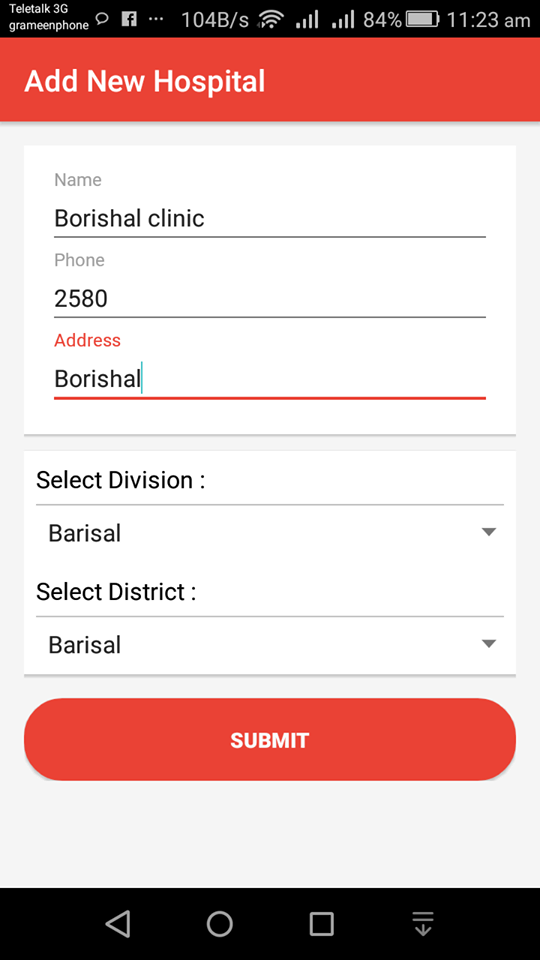 Teletalk 3G
grameenphone
104B/s 84% 11:23 am
Add New Hospital
Name
Borishal clinic
Phone
2580
Address
Borishal
Select Division :
Barisal
Select District :
Barisal
SUBMIT